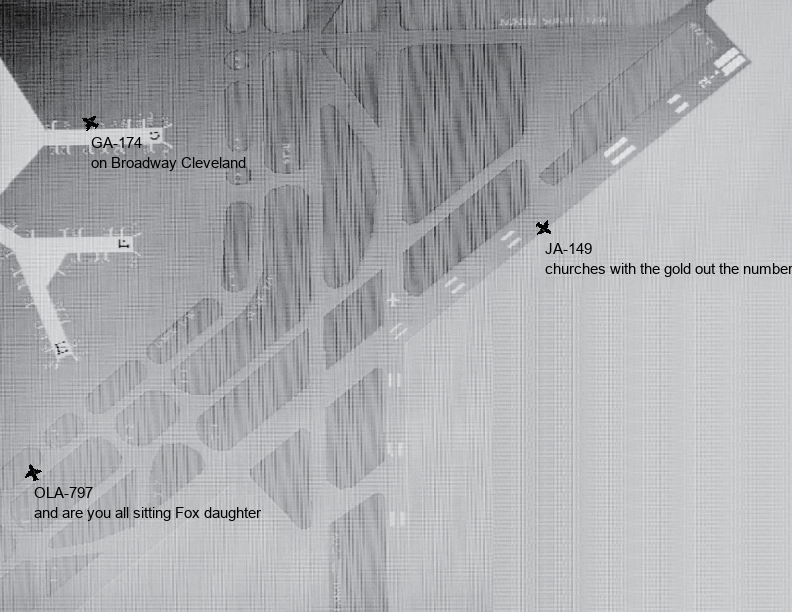 GA-174
on Broadway Cleveland
JA-149
churches with the gold out the number
OLA-797
and are you all sitting Fox daughter